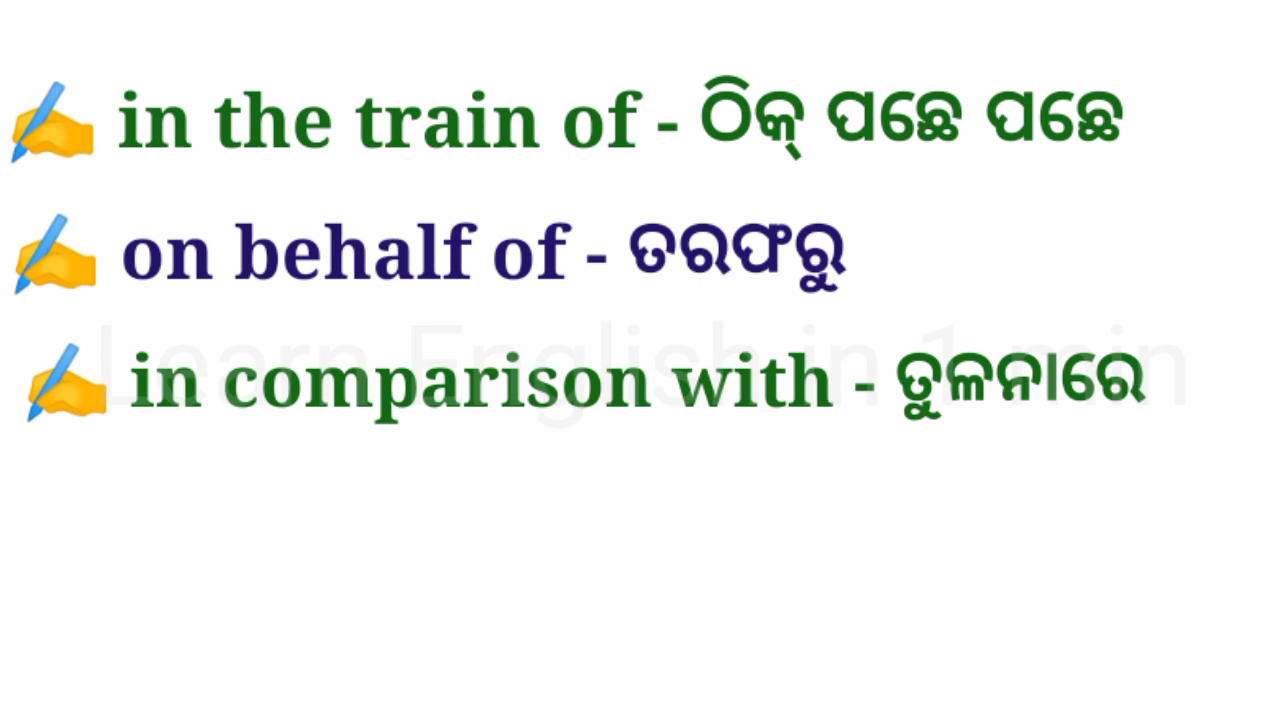 ✍️ in the train of - ଠିକ୍ ପଛେ ପଛେ
✍️ on behalf of - ତରଫରୁ
✍️ in comparison with - ତୁଳନାରେ
Learn English in 1 min